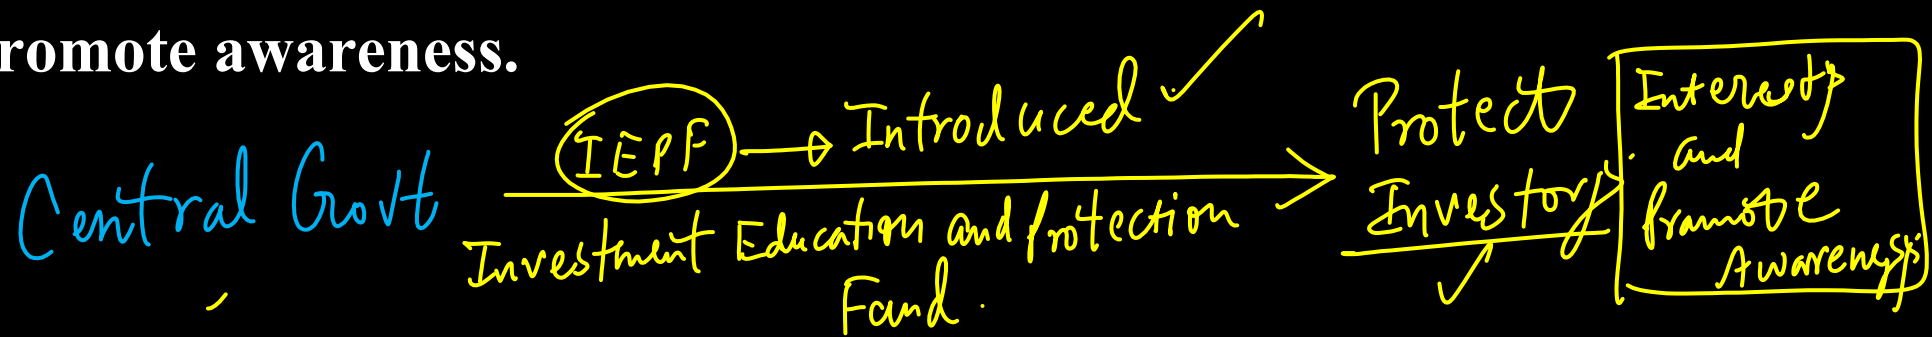 romote awareness.
Central Govt
IEPF → Introduced ✓
Investment Education and Protection
Fund.
Protect
Investors'
Interests
and
Promote
Awareness